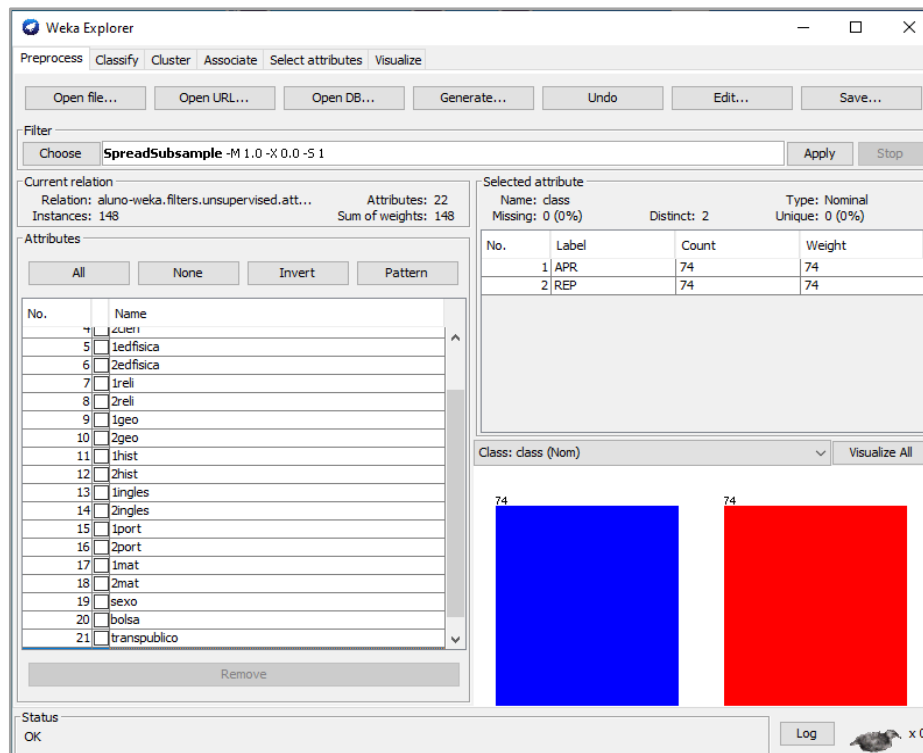 Weka Explorer
Preprocess Classify Cluster Associate Select attributes Visualize
Open file... Open URL... Open DB... Generate... Undo Edit... Save...
Filter
Choose SpreadSubsample -M 1.0 -X 0.0 -S 1 Apply Stop
Current relation
Relation: aluno-weka.filters.unsupervised.att... Attributes: 22
Instances: 148 Sum of weights: 148
Attributes
All None Invert Pattern
No. Name
4 2cien
5 1edfisica
6 2edfisica
7 1reli
8 2reli
9 1geo
10 2geo
11 1hist
12 2hist
13 1ingles
14 2ingles
15 1port
16 2port
17 1mat
18 2mat
19 sexo
20 bolsa
21 transpublico
Remove
Selected attribute
Name: class Type: Nominal
Missing: 0 (0%) Distinct: 2 Unique: 0 (0%)
No. Label Count Weight
1 APR 74 74
2 REP 74 74
Class: class (Nom) Visualize All
74 74
Status
OK
Log x 0